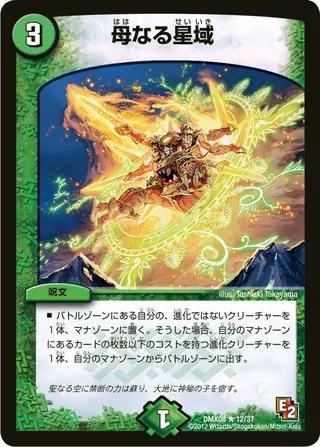 3
はは
せいいき
母なる星域
illus. Toshiaki Takayama
呪文
■ バトルゾーンにある自分の、進化ではないクリーチャーを
1体、マナゾーンに置く。そうした場合、自分のマナゾーン
にあるカードの枚数以下のコストを持つ進化クリーチャーを
1体、自分のマナゾーンからバトルゾーンに出す。
聖なる空に禁断の力は蘇り、大地に神秘の子を宿す。
1
E2
DMX08 ★ 12/37
©2012 Wizards/Shogakukan/Mitsui-Kids